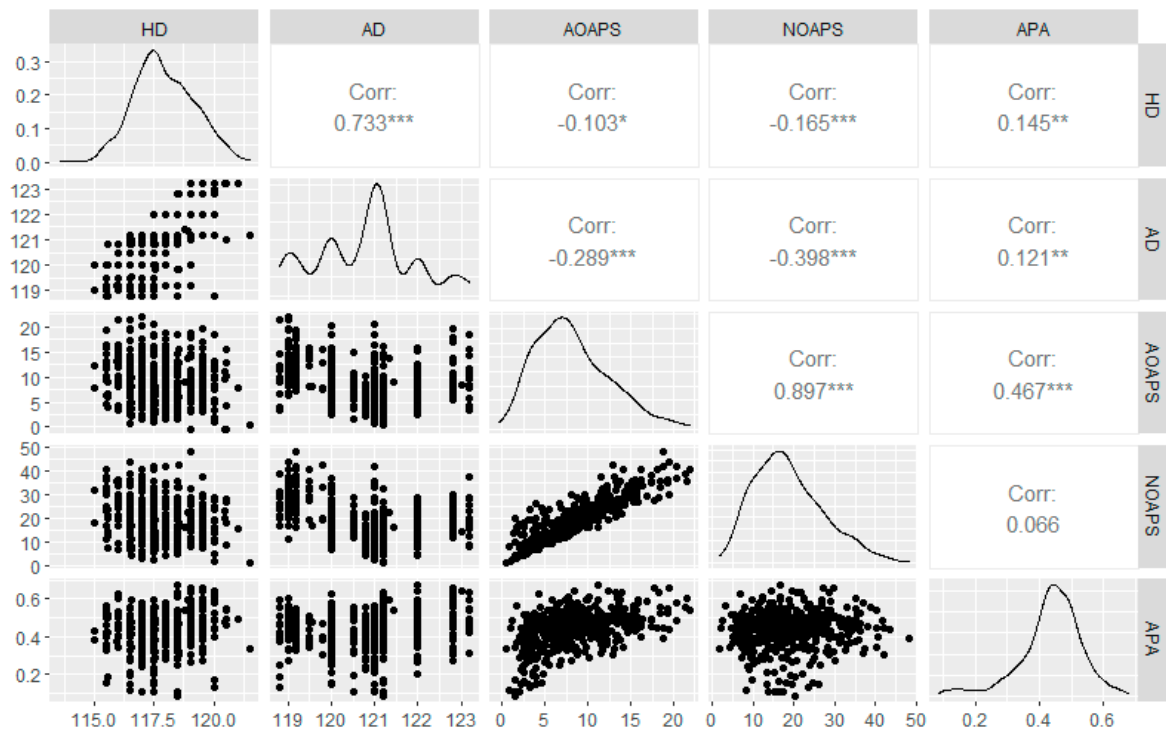 HD AD AOAPS NOAPS APA
0.3
0.2
0.1
0.0
Corr:
0.733***
Corr:
-0.103*
Corr:
-0.165***
Corr:
0.145**
HD
123
122
121
120
119
Corr:
-0.289***
Corr:
-0.398***
Corr:
0.121**
AD
20
15
10
5
0
Corr:
0.897***
Corr:
0.467***
AOAPS
50
40
30
20
10
0
Corr:
0.066
NOAPS
0.6
0.4
0.2
APA
115.0 117.5 120.0 119 120 121 122 123 0 5 10 15 20 0 10 20 30 40 50 0.2 0.4 0.6